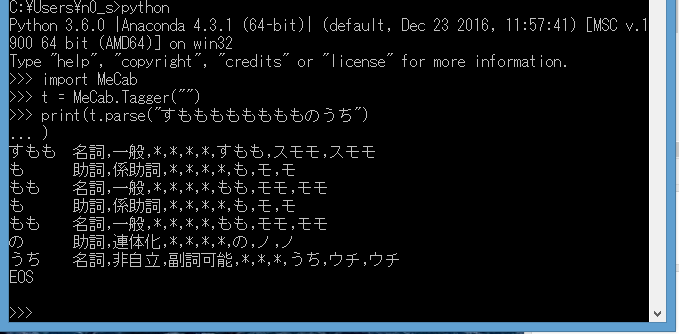 C:¥Users¥n0_s>python
Python 3.6.0 |Anaconda 4.3.1 (64-bit)| (default, Dec 23 2016, 11:57:41) [MSC v.1
900 64 bit (AMD64)] on win32
Type "help", "copyright", "credits" or "license" for more information.
>>> import MeCab
>>> t = MeCab.Tagger("")
>>> print(t.parse("すもももももももものうち")
... )
すもも	名詞,一般,*,*,*,*,すもも,スモモ,スモモ
も	助詞,係助詞,*,*,*,*,も,モ,モ
もも	名詞,一般,*,*,*,*,もも,モモ,モモ
も	助詞,係助詞,*,*,*,*,も,モ,モ
もも	名詞,一般,*,*,*,*,もも,モモ,モモ
の	助詞,連体化,*,*,*,*,の,ノ,ノ
うち	名詞,非自立,副詞可能,*,*,*,うち,ウチ,ウチ
EOS
>>>